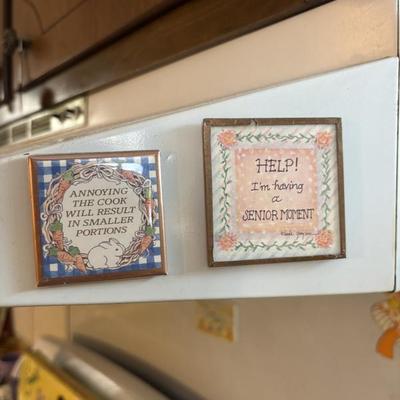 ANNOYING
THE COOK
WILL RESULT
IN SMALLER
PORTIONS
HELP!
I'm having
a
SENIOR MOMENT